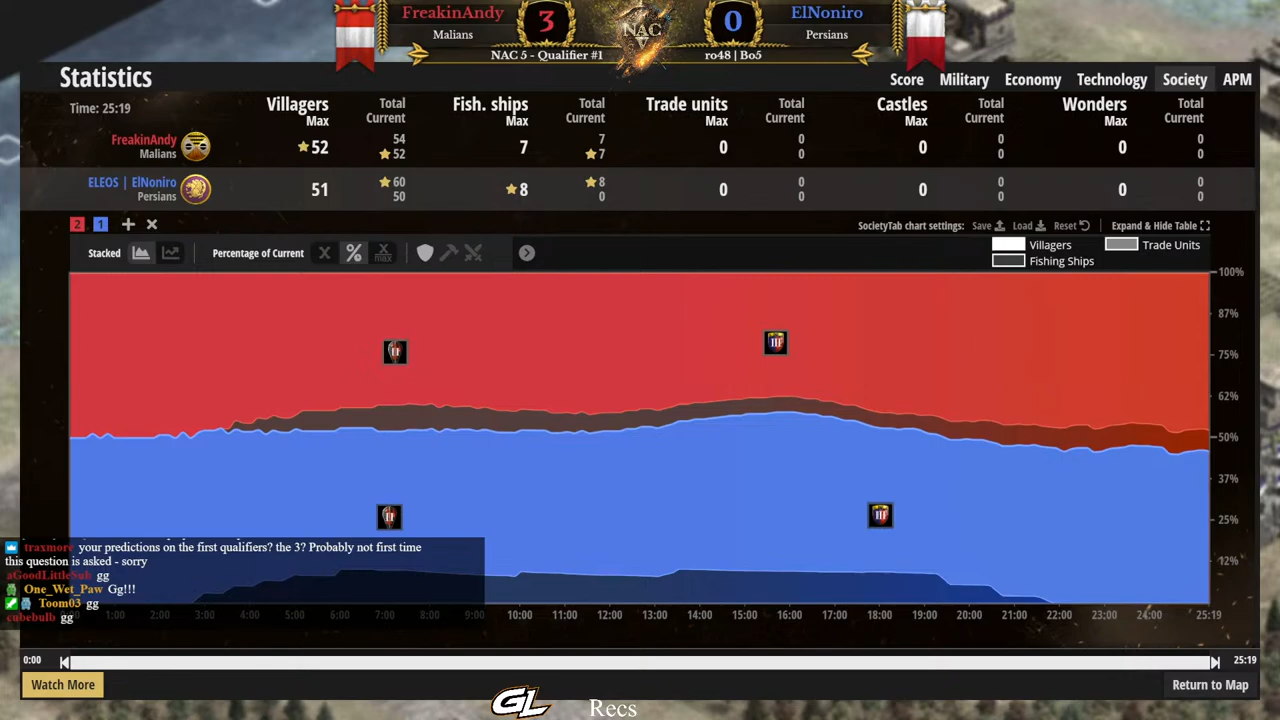 FreakinAndy 3 NAC 0 ElNoniro
Malians V Persians
NAC 5 - Qualifier #1 ro48 | Bo5
Statistics
Score Military Economy Technology Society APM
Time: 25:19
Villagers Max Total Current Fish. ships Max Total Current Trade units Max Total Current Castles Max Total Current Wonders Max Total Current
FreakinAndy Malians 52 54 52 7 7 7 0 0 0 0 0 0 0 0 0
ELEOS | ElNoniro Persians 51 60 50 8 8 0 0 0 0 0 0 0 0 0 0
2 1 + X
SocietyTab chart settings: Save Load Reset Expand & Hide Table
Stacked Percentage of Current X % X max
Villagers Trade Units
Fishing Ships
100%
87%
75%
62%
50%
37%
25%
12%
II III
II III
traxmore your predictions on the first qualifiers? the 3? Probably not first time
this question is asked - sorry
aGoodLittleSub gg
One_Wet_Paw Gg!!!
Toom03 gg
cubebulb gg
1:00 2:00 3:00 4:00 5:00 6:00 7:00 8:00 9:00 10:00 11:00 12:00 13:00 14:00 15:00 16:00 17:00 18:00 19:00 20:00 21:00 22:00 23:00 24:00 25:19
0:00 25:19
Watch More Return to Map
GL Recs